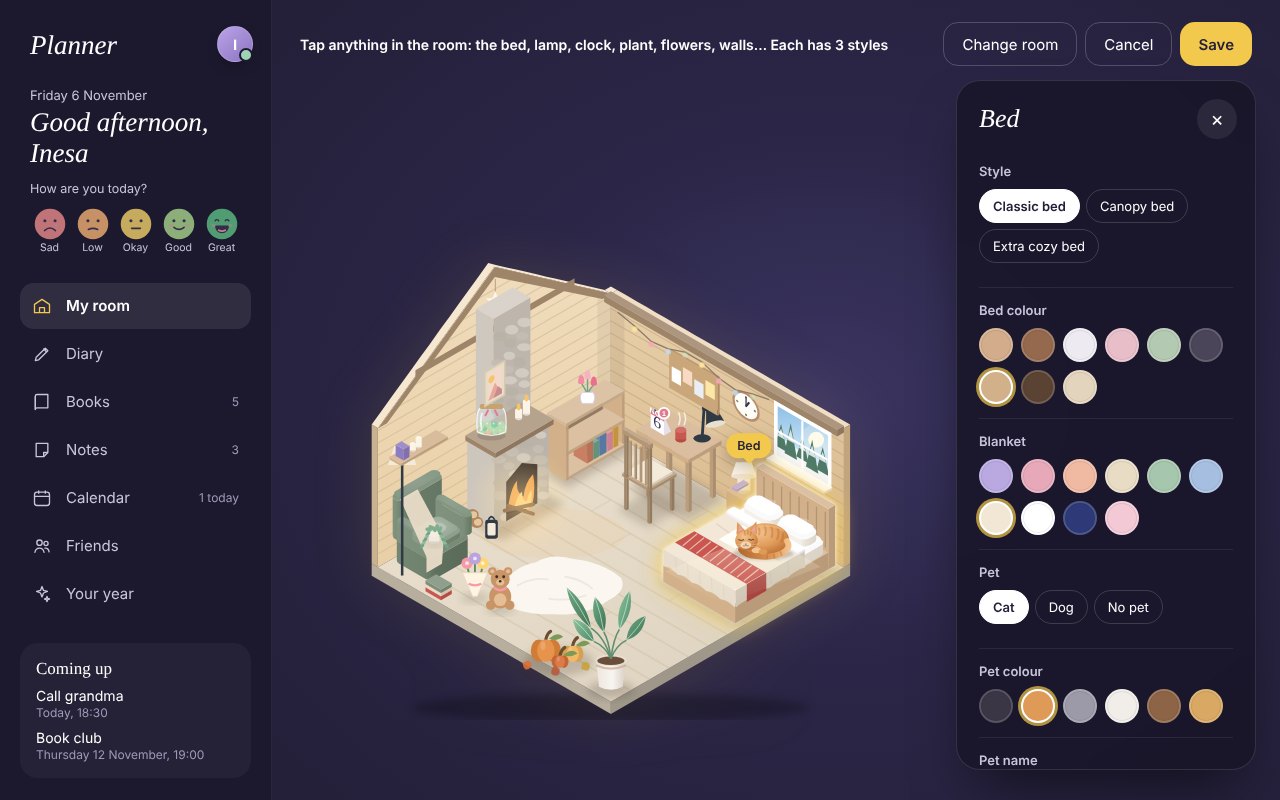 Planner
I
Friday 6 November
Good afternoon,
Inesa
How are you today?
Sad Low Okay Good Great
My room
Diary
Books 5
Notes 3
Calendar 1 today
Friends
Your year
Coming up
Call grandma
Today, 18:30
Book club
Thursday 12 November, 19:00
Tap anything in the room: the bed, lamp, clock, plant, flowers, walls... Each has 3 styles
Change room Cancel Save
1
6
Bed
Bed
Style
Classic bed Canopy bed
Extra cozy bed
Bed colour
Blanket
Pet
Cat Dog No pet
Pet colour
Pet name